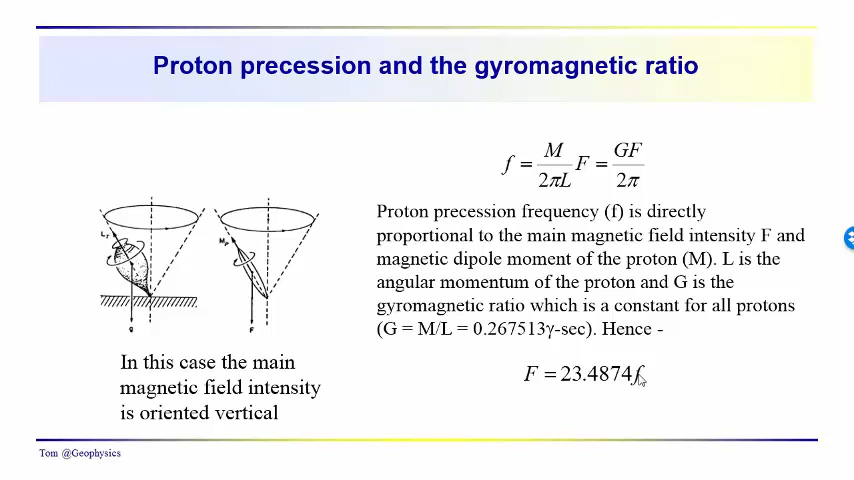 Proton precession and the gyromagnetic ratio
f = M/2πL F = GF/2π
Proton precession frequency (f) is directly
proportional to the main magnetic field intensity F and
magnetic dipole moment of the proton (M). L is the
angular momentum of the proton and G is the
gyromagnetic ratio which is a constant for all protons
(G = M/L = 0.267513γ-sec). Hence -
F = 23.4874f
G
F
In this case the main
magnetic field intensity
is oriented vertical
Tom @Geophysics